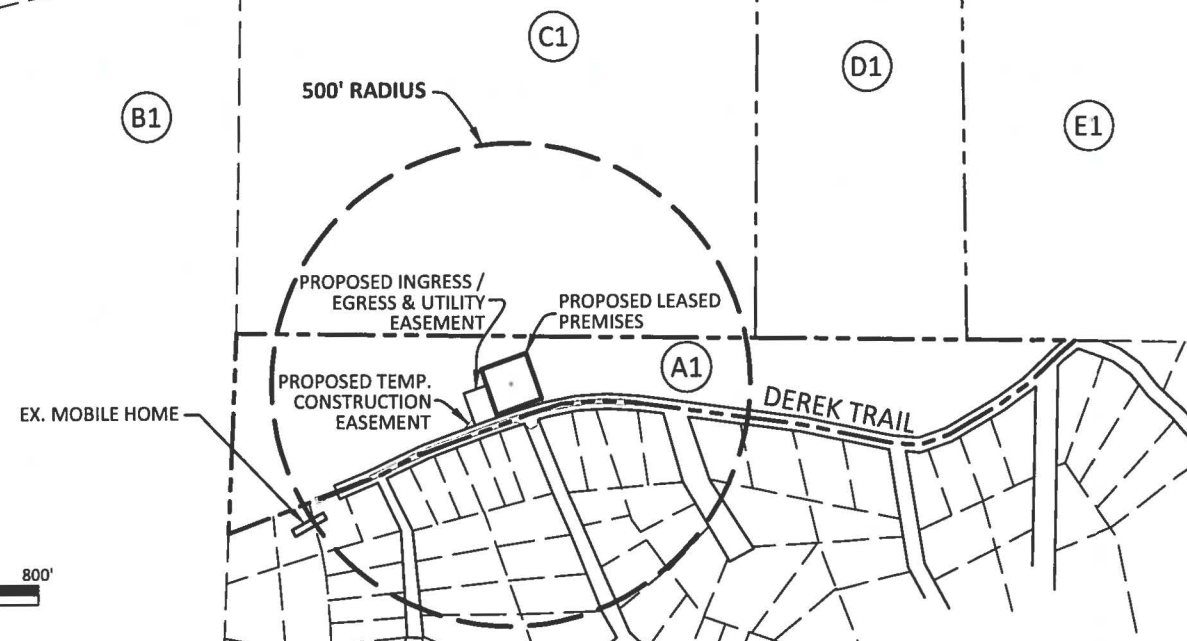 C1
D1
500' RADIUS
B1
E1
PROPOSED INGRESS /
EGRESS & UTILITY
EASEMENT
PROPOSED LEASED
PREMISES
A1
PROPOSED TEMP.
CONSTRUCTION
EASEMENT
DEREK TRAIL
EX. MOBILE HOME
800'